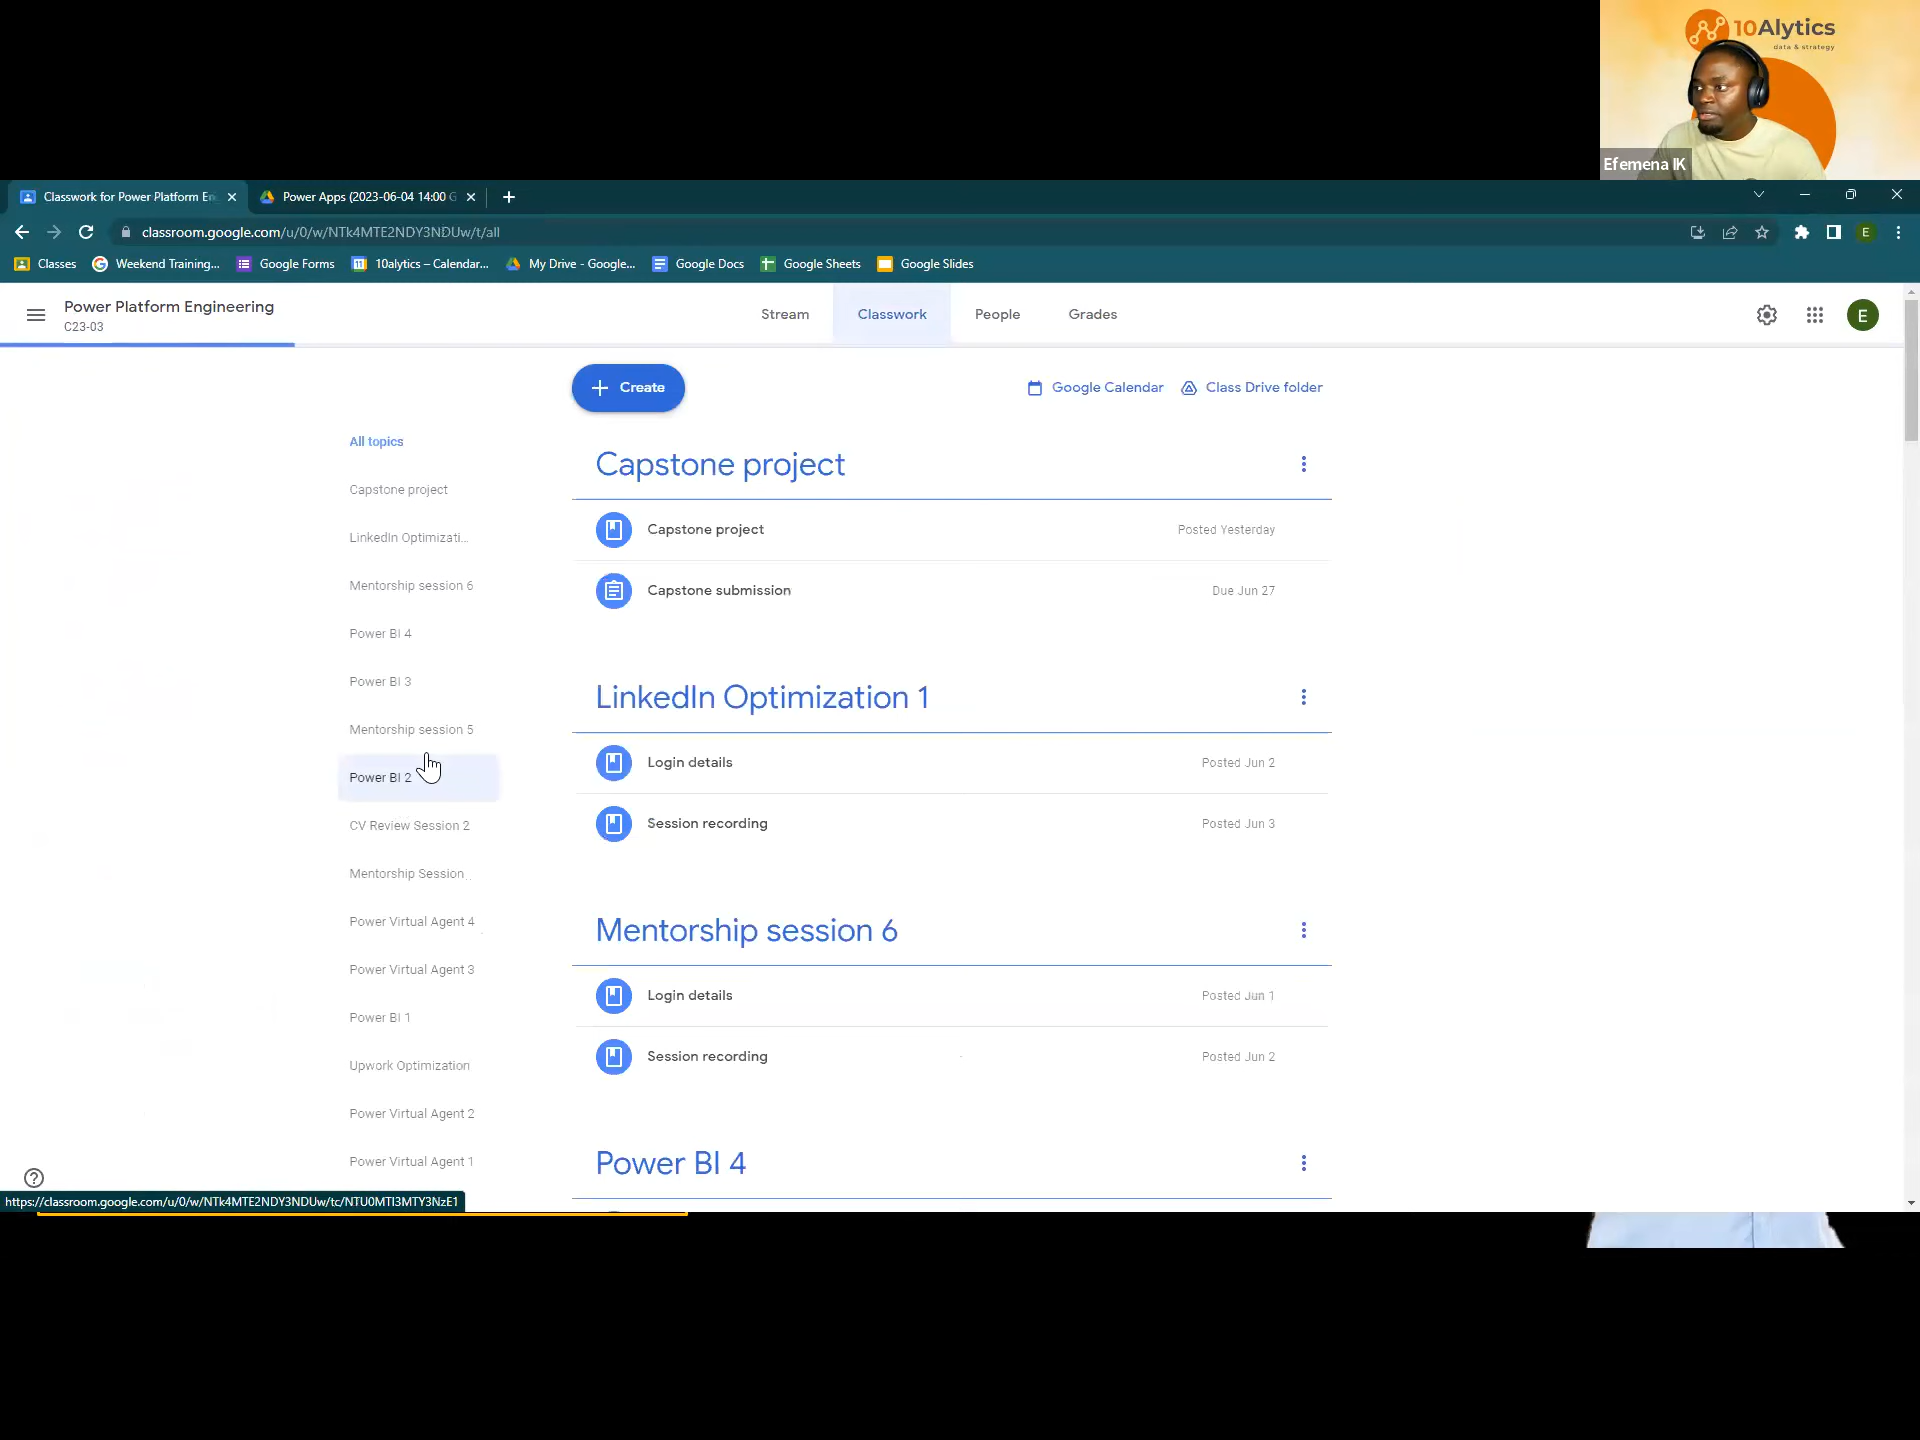 10Alytics
data & strategy
Efemena IK
Classwork for Power Platform En
Power Apps (2023-06-04 14:00 G
classroom.google.com/u/0/w/NTk4MTE2NDY3NDUw/t/all
E
Classes
Weekend Training...
Google Forms
10alytics – Calendar...
My Drive - Google...
Google Docs
Google Sheets
Google Slides
Power Platform Engineering
C23-03
Stream
Classwork
People
Grades
E
Create
Google Calendar
Class Drive folder
All topics
Capstone project
LinkedIn Optimizati...
Mentorship session 6
Power BI 4
Power BI 3
Mentorship session 5
Power BI 2
CV Review Session 2
Mentorship Session ..
Power Virtual Agent 4
Power Virtual Agent 3
Power BI 1
Upwork Optimization
Power Virtual Agent 2
Power Virtual Agent 1
Capstone project
Capstone project
Posted Yesterday
Capstone submission
Due Jun 27
LinkedIn Optimization 1
Login details
Posted Jun 2
Session recording
Posted Jun 3
Mentorship session 6
Login details
Posted Jun 1
Session recording
Posted Jun 2
Power BI 4
https://classroom.google.com/u/0/w/NTk4MTE2NDY3NDUw/tc/NTU0MTI3MTY3NzE1